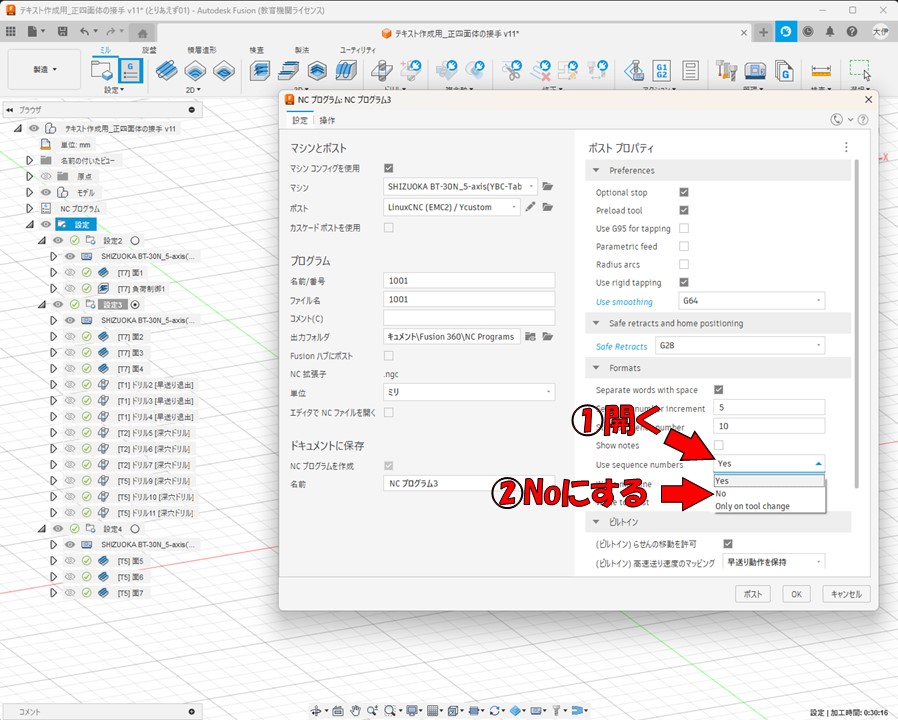 テキスト作成用_正四面体の接手 v11* (とりあえず01) - Autodesk Fusion (教育機関ライセンス)
テキスト作成用_正四面体の接手 v11*
大伊
製造
ミル 旋盤 積層造形 検査 製法 ユーティリティ
設定 2D
G1
G2
ブラウザ
テキスト作成用_正四面体の接手 v11
単位: mm
名前の付いたビュー
原点
モデル
NC プログラム
設定
設定2
SHIZUOKA BT-30N_5-axis(...
[T7] 面1
[T7] 負荷制御1
設定3
SHIZUOKA BT-30N_5-axis(...
[T7] 面2
[T7] 面3
[T7] 面4
[T1] ドリル2 [早送り退出]
[T1] ドリル3 [早送り退出]
[T1] ドリル4 [早送り退出]
[T2] ドリル5 [深穴ドリル]
[T2] ドリル6 [深穴ドリル]
[T2] ドリル7 [深穴ドリル]
[T5] ドリル9 [深穴ドリル]
[T5] ドリル10 [深穴ドリル]
[T5] ドリル11 [深穴ドリル]
設定4
SHIZUOKA BT-30N_5-axis(...
[T5] 面5
[T5] 面6
[T5] 面7
NC プログラム: NC プログラム3
設定 操作
マシンとポスト
マシン コンフィグを使用
マシン SHIZUOKA BT-30N_5-axis(YBC-Tab
ポスト LinuxCNC (EMC2) / Ycustom
カスケード ポストを使用
プログラム
名前/番号 1001
ファイル名 1001
コメント(C)
出力フォルダ キュメント\Fusion 360\NC Programs
Fusion ハブにポスト
NC 拡張子 .ngc
単位 ミリ
エディタで NC ファイルを開く
ドキュメントに保存
NC プログラムを作成
名前 NC プログラム3
ポスト プロパティ
Preferences
Optional stop
Preload tool
Use G95 for tapping
Parametric feed
Radius arcs
Use rigid tapping
Use smoothing G64
Safe retracts and home positioning
Safe Retracts G28
Formats
Separate words with space
number increment 5
number 10
Show notes
Use sequence numbers Yes
Yes
No
Only on tool change
①開く
②Noにする
ビルトイン
(ビルトイン) らせんの移動を許可
(ビルトイン) 高速送り速度のマッピング 早送り動作を保持
ポスト OK キャンセル
コメント
設定 | 加工時間: 0:30:16